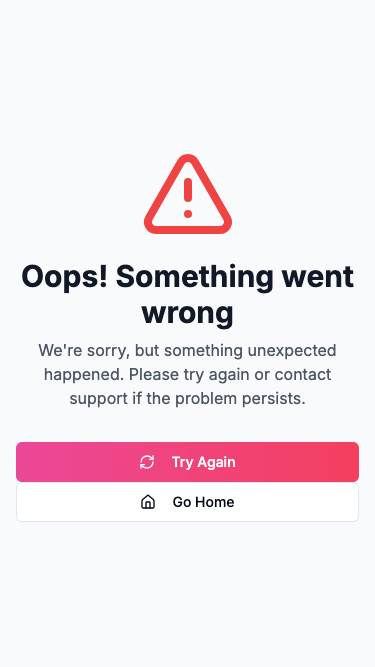 Oops! Something went
wrong
We're sorry, but something unexpected
happened. Please try again or contact
support if the problem persists.
Try Again
Go Home